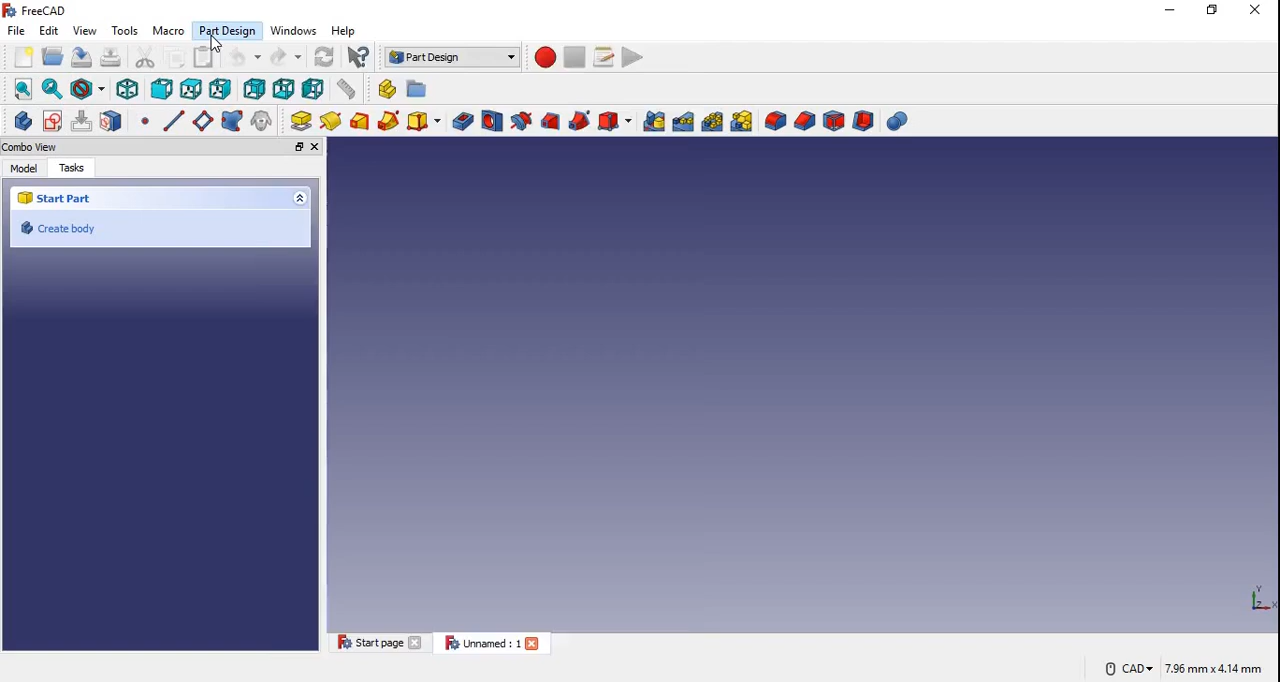 FreeCAD
File Edit View Tools Macro Part Design Windows Help
Part Design
Combo View
Model Tasks
Start Part
Create body
Y
Z X
Start page Unnamed : 1
CAD 7.96 mm x 4.14 mm